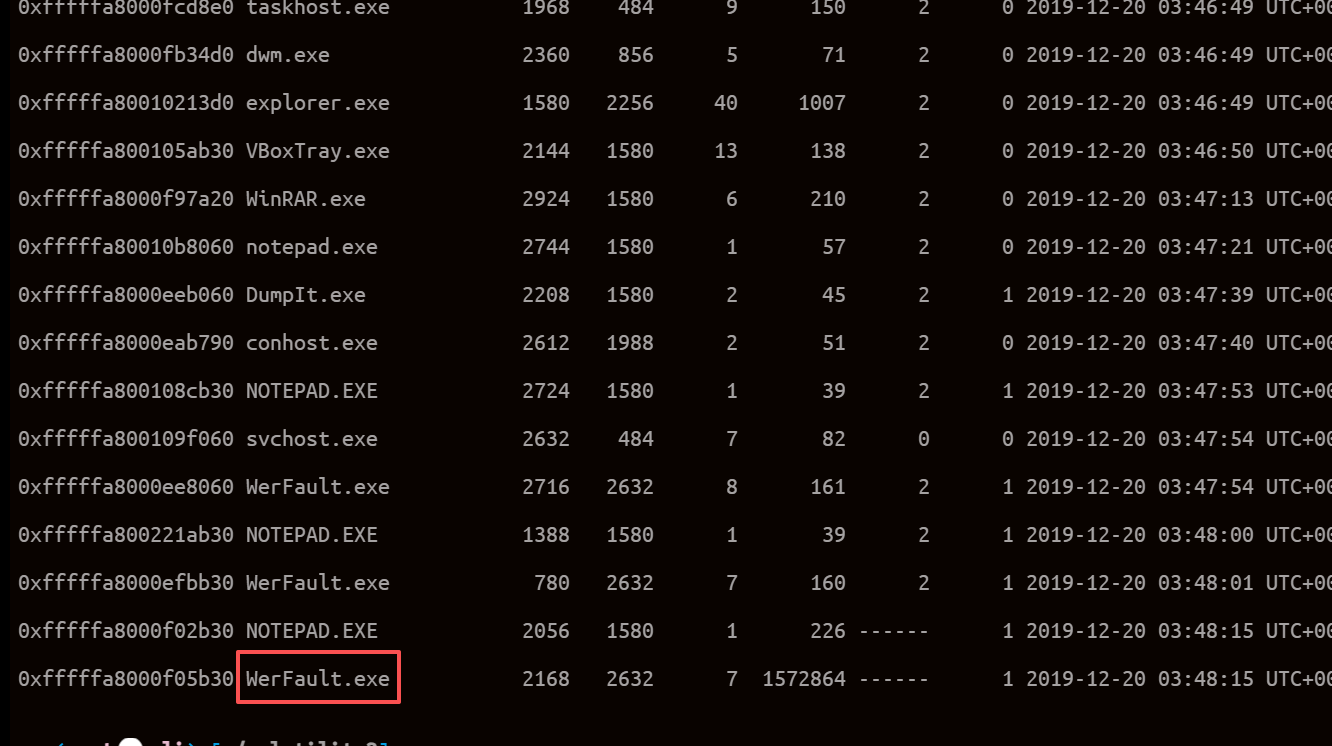 0xfffffa8000fcd8e0 taskhost.exe 1968 484 9 150 2 0 2019-12-20 03:46:49 UTC+00
0xfffffa8000fb34d0 dwm.exe 2360 856 5 71 2 0 2019-12-20 03:46:49 UTC+00
0xfffffa80010213d0 explorer.exe 1580 2256 40 1007 2 0 2019-12-20 03:46:49 UTC+00
0xfffffa800105ab30 VBoxTray.exe 2144 1580 13 138 2 0 2019-12-20 03:46:50 UTC+00
0xfffffa8000f97a20 WinRAR.exe 2924 1580 6 210 2 0 2019-12-20 03:47:13 UTC+00
0xfffffa80010b8060 notepad.exe 2744 1580 1 57 2 0 2019-12-20 03:47:21 UTC+00
0xfffffa8000eeb060 DumpIt.exe 2208 1580 2 45 2 1 2019-12-20 03:47:39 UTC+00
0xfffffa8000eab790 conhost.exe 2612 1988 2 51 2 0 2019-12-20 03:47:40 UTC+00
0xfffffa800108cb30 NOTEPAD.EXE 2724 1580 1 39 2 1 2019-12-20 03:47:53 UTC+00
0xfffffa800109f060 svchost.exe 2632 484 7 82 0 0 2019-12-20 03:47:54 UTC+00
0xfffffa8000ee8060 WerFault.exe 2716 2632 8 161 2 1 2019-12-20 03:47:54 UTC+00
0xfffffa800221ab30 NOTEPAD.EXE 1388 1580 1 39 2 1 2019-12-20 03:48:00 UTC+00
0xfffffa8000efbb30 WerFault.exe 780 2632 7 160 2 1 2019-12-20 03:48:01 UTC+00
0xfffffa8000f02b30 NOTEPAD.EXE 2056 1580 1 226 ------ 1 2019-12-20 03:48:15 UTC+00
0xfffffa8000f05b30 WerFault.exe 2168 2632 7 1572864 ------ 1 2019-12-20 03:48:15 UTC+00